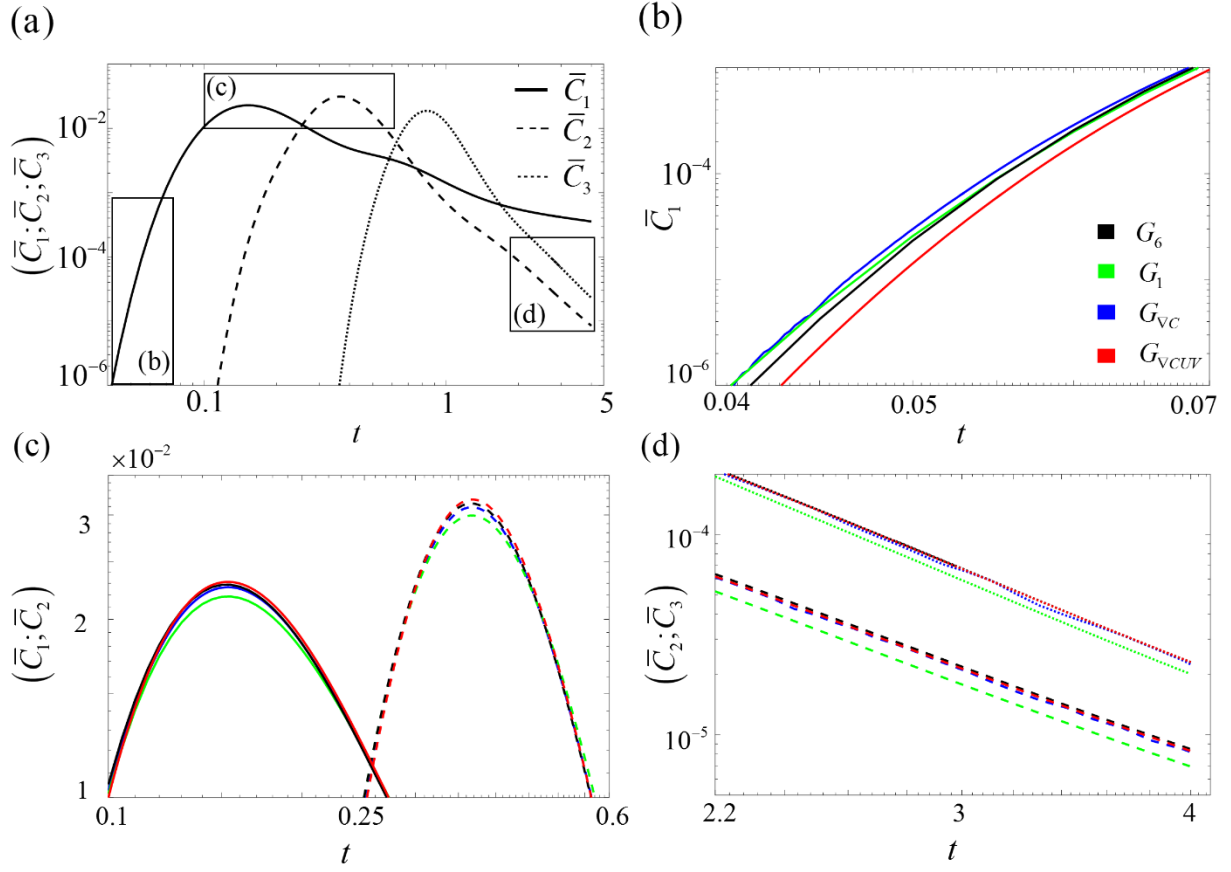 (a)
(b)
(c)
(d)
C̅₁
C̅₂
C̅₃
10⁻²
10⁻⁴
10⁻⁶
(C̅₁;C̅₂;C̅₃)
(b)
(d)
0.1
1
5
t
C̅₁
10⁻⁴
10⁻⁶
G₆
G₁
G∇C
G∇CUV
0.04
0.05
0.07
t
(c)
×10⁻²
3
2
1
(C̅₁;C̅₂)
0.1
0.25
0.6
t
(d)
10⁻⁴
10⁻⁵
(C̅₂;C̅₃)
2.2
3
4
t